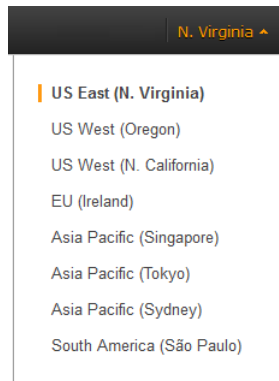 N. Virginia
US East (N. Virginia)
US West (Oregon)
US West (N. California)
EU (Ireland)
Asia Pacific (Singapore)
Asia Pacific (Tokyo)
Asia Pacific (Sydney)
South America (São Paulo)